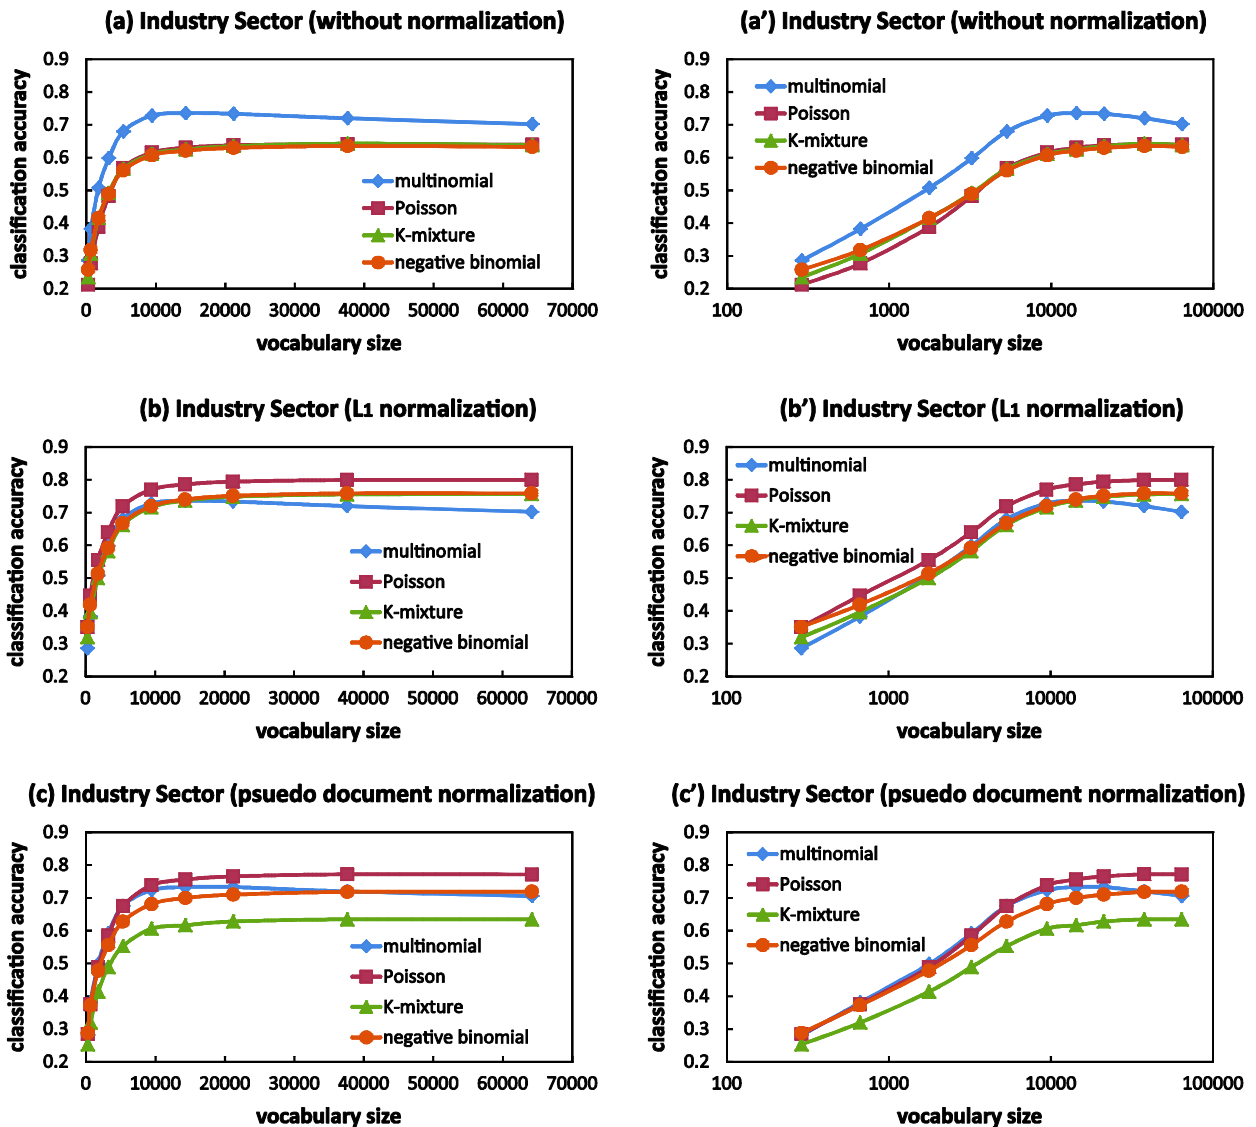 (a) Industry Sector (without normalization)
classification accuracy
0.9
0.8
0.7
0.6
0.5
0.4
0.3
0.2
multinomial
Poisson
K-mixture
negative binomial
0 10000 20000 30000 40000 50000 60000 70000
vocabulary size
(a’) Industry Sector (without normalization)
classification accuracy
0.9
0.8
0.7
0.6
0.5
0.4
0.3
0.2
multinomial
Poisson
K-mixture
negative binomial
100 1000 10000 100000
vocabulary size
(b) Industry Sector (L1 normalization)
classification accuracy
0.9
0.8
0.7
0.6
0.5
0.4
0.3
0.2
multinomial
Poisson
K-mixture
negative binomial
0 10000 20000 30000 40000 50000 60000 70000
vocabulary size
(b’) Industry Sector (L1 normalization)
classification accuracy
0.9
0.8
0.7
0.6
0.5
0.4
0.3
0.2
multinomial
Poisson
K-mixture
negative binomial
100 1000 10000 100000
vocabulary size
(c) Industry Sector (psuedo document normalization)
classification accuracy
0.9
0.8
0.7
0.6
0.5
0.4
0.3
0.2
multinomial
Poisson
K-mixture
negative binomial
0 10000 20000 30000 40000 50000 60000 70000
vocabulary size
(c’) Industry Sector (psuedo document normalization)
classification accuracy
0.9
0.8
0.7
0.6
0.5
0.4
0.3
0.2
multinomial
Poisson
K-mixture
negative binomial
100 1000 10000 100000
vocabulary size